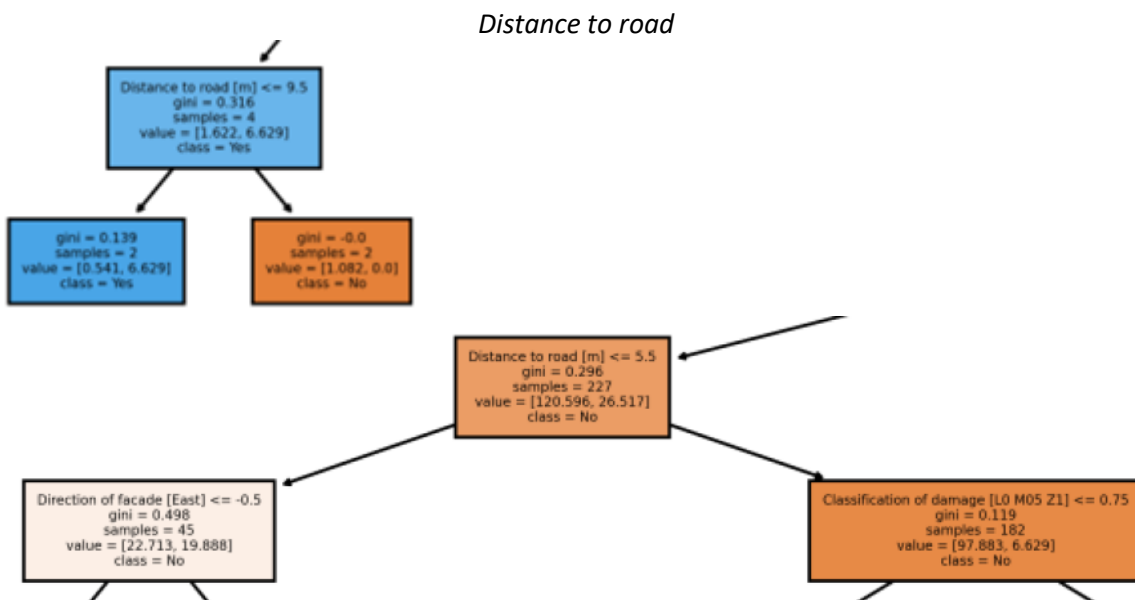 Distance to road
Distance to road [m] <= 9.5
gini = 0.316
samples = 4
value = [1.622, 6.629]
class = Yes
gini = 0.139
samples = 2
value = [0.541, 6.629]
class = Yes
gini = -0.0
samples = 2
value = [1.082, 0.0]
class = No
Distance to road [m] <= 5.5
gini = 0.296
samples = 227
value = [120.596, 26.517]
class = No
Direction of facade [East] <= -0.5
gini = 0.498
samples = 45
value = [22.713, 19.888]
class = No
Classification of damage [L0 M05 Z1] <= 0.75
gini = 0.119
samples = 182
value = [97.883, 6.629]
class = No